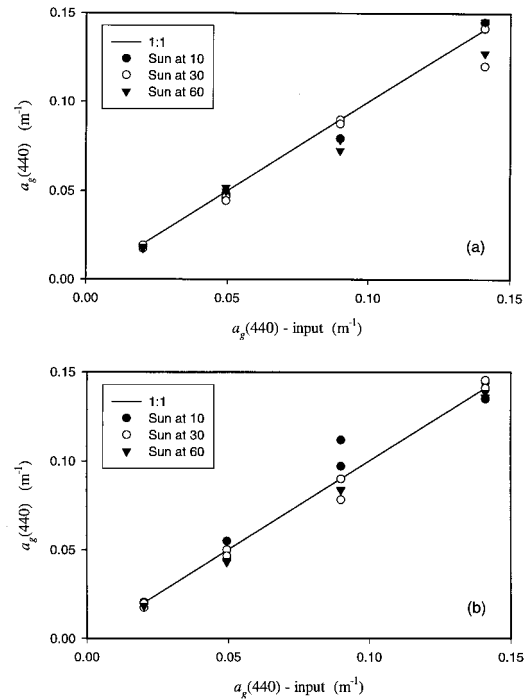 0.15
0.10
0.05
0.00
a_g(440) (m⁻¹)
1:1
Sun at 10
Sun at 30
Sun at 60
(a)
0.00 0.05 0.10 0.15
a_g(440) - input (m⁻¹)
0.15
0.10
0.05
0.00
a_g(440) (m⁻¹)
1:1
Sun at 10
Sun at 30
Sun at 60
(b)
0.00 0.05 0.10 0.15
a_g(440) - input (m⁻¹)